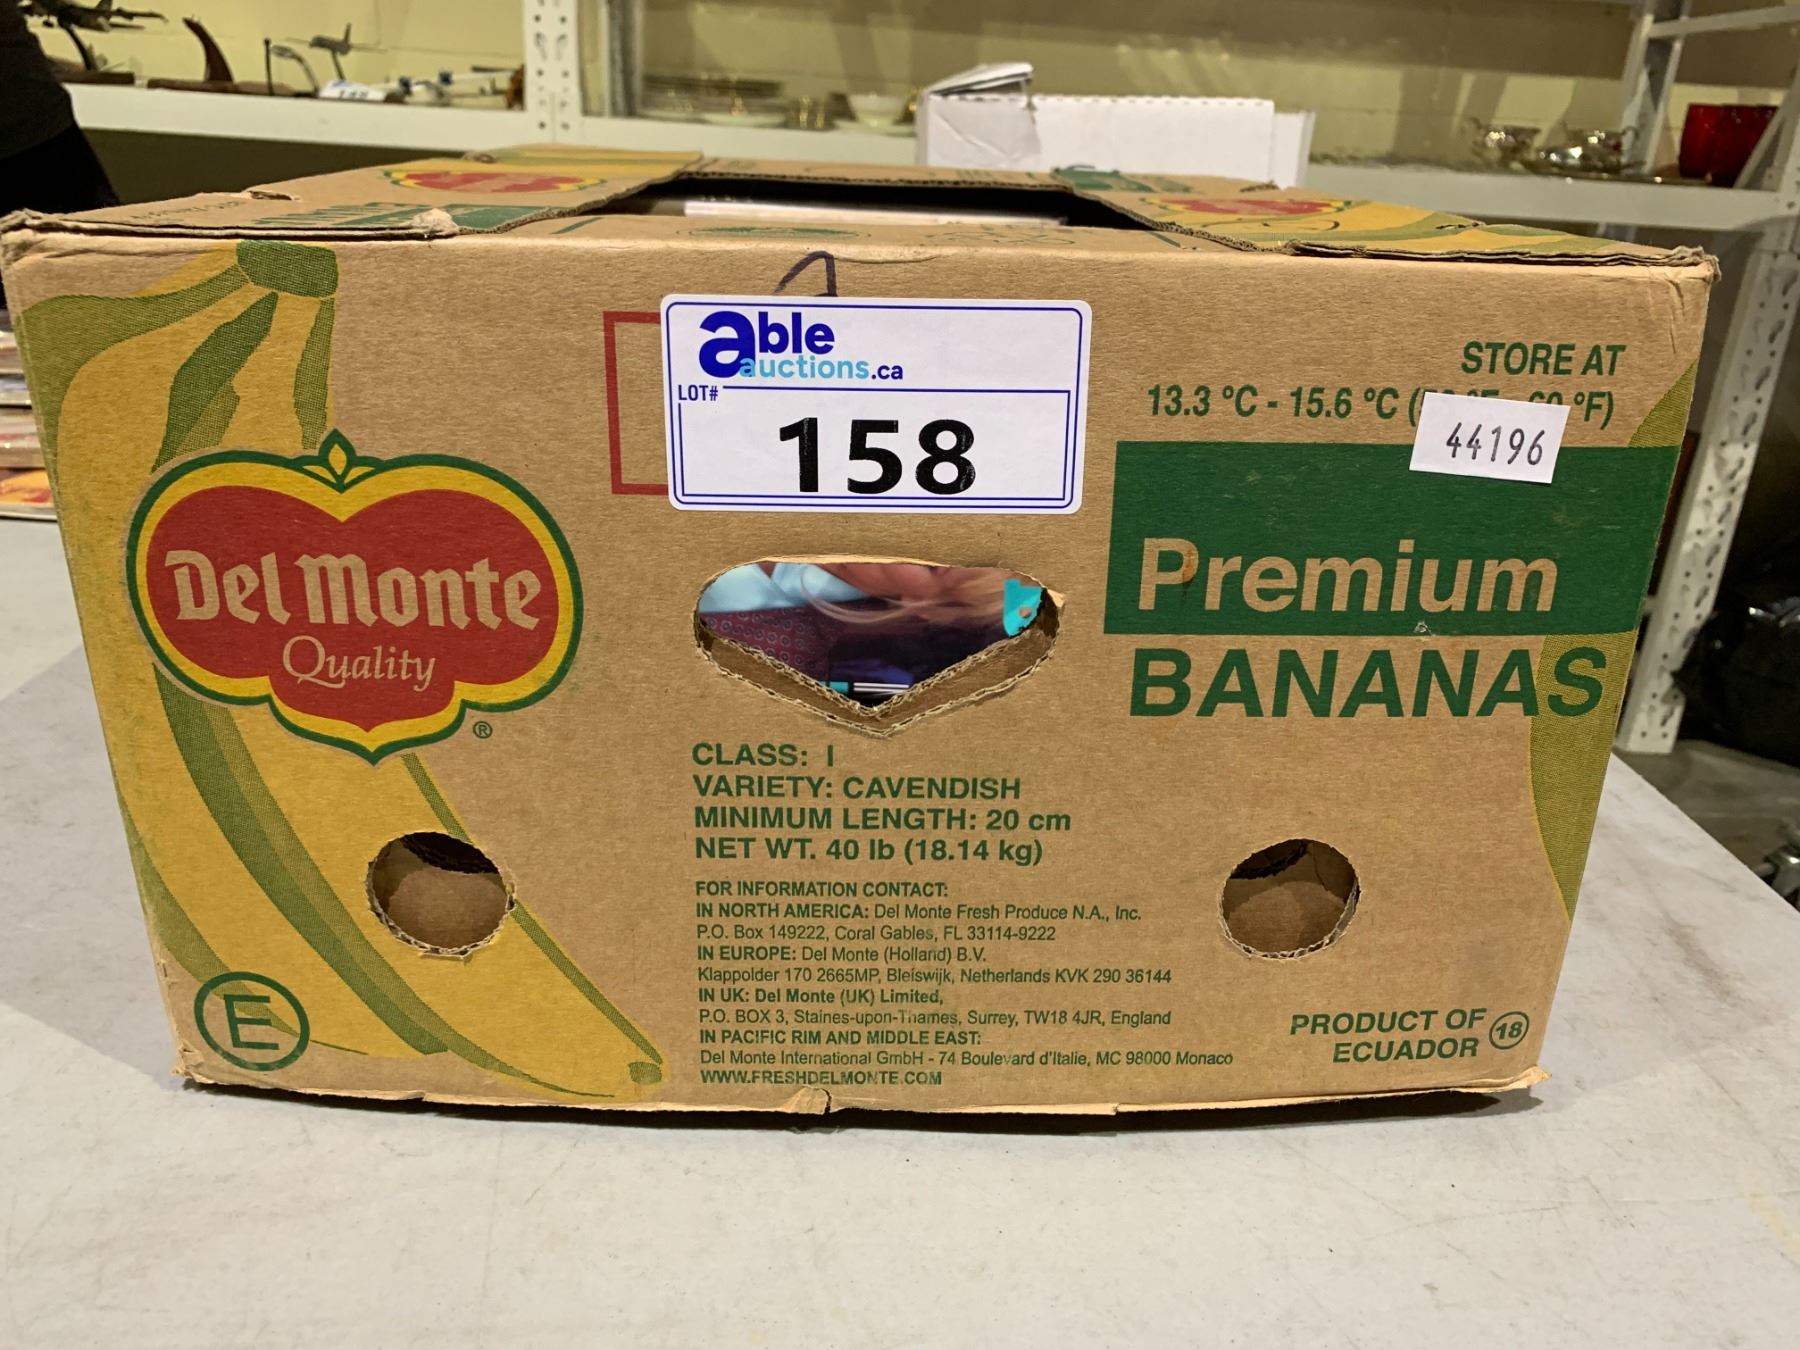 able
auctions.ca
LOT#
158
STORE AT
13.3 °C - 15.6 °C ( °F)
44196
Del Monte
Quality
®
Premium
BANANAS
CLASS: I
VARIETY: CAVENDISH
MINIMUM LENGTH: 20 cm
NET WT. 40 lb (18.14 kg)
FOR INFORMATION CONTACT:
IN NORTH AMERICA: Del Monte Fresh Produce N.A., Inc.
P.O. Box 149222, Coral Gables, FL 33114-9222
IN EUROPE: Del Monte (Holland) B.V.
Klappolder 170 2665MP, Bleiswijk, Netherlands KVK 290 36144
IN UK: Del Monte (UK) Limited,
P.O. BOX 3, Staines-upon-Thames, Surrey, TW18 4JR, England
IN PACIFIC RIM AND MIDDLE EAST:
Del Monte International GmbH - 74 Boulevard d'Italie, MC 98000 Monaco
WWW.FRESHDELMONTE.COM
E
PRODUCT OF
ECUADOR
18